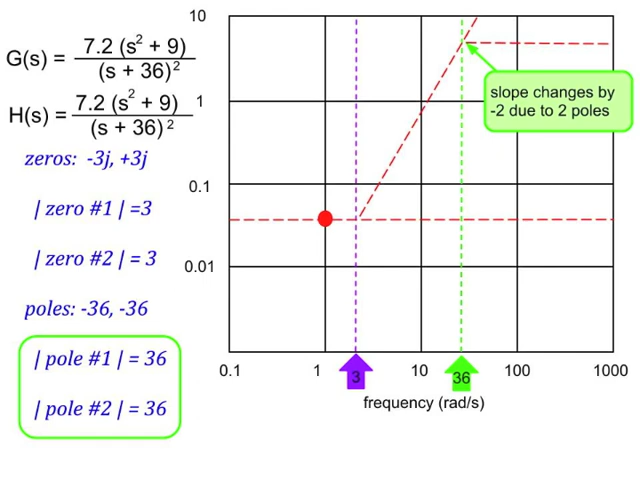 G(s) = 7.2 (s² + 9) / (s + 36)²
H(s) = 7.2 (s² + 9) / (s + 36)²
zeros: -3j, +3j
| zero #1 | =3
| zero #2 | = 3
poles: -36, -36
| pole #1 | = 36
| pole #2 | = 36
10
1
0.1
0.01
slope changes by
-2 due to 2 poles
0.1
1
3
10
36
100
1000
frequency (rad/s)